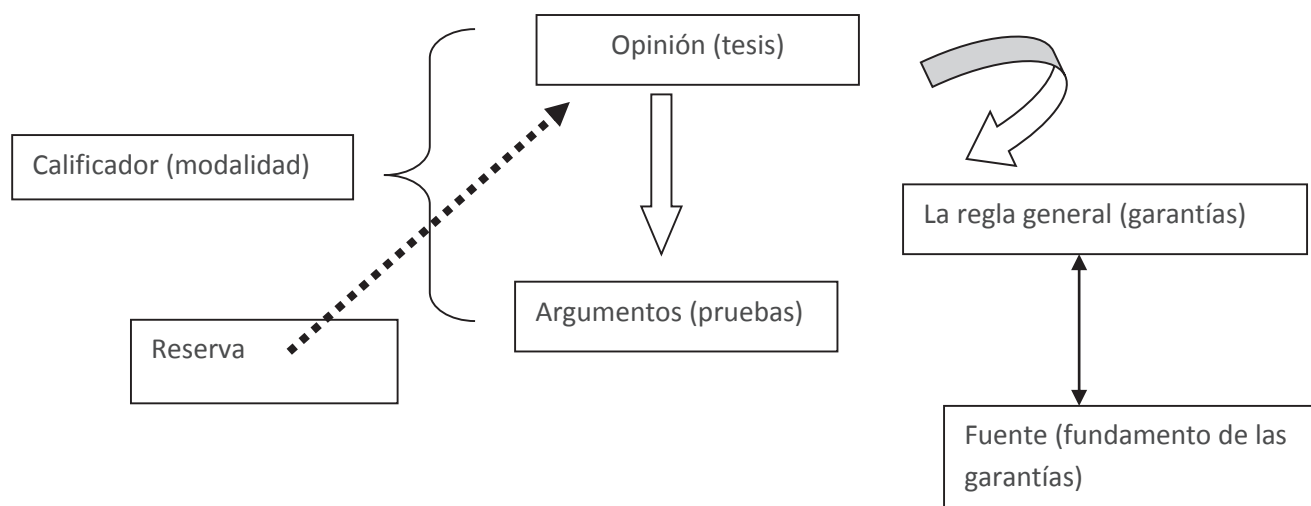 Opinión (tesis)
Calificador (modalidad)
La regla general (garantías)
Argumentos (pruebas)
Reserva
Fuente (fundamento de las
garantías)